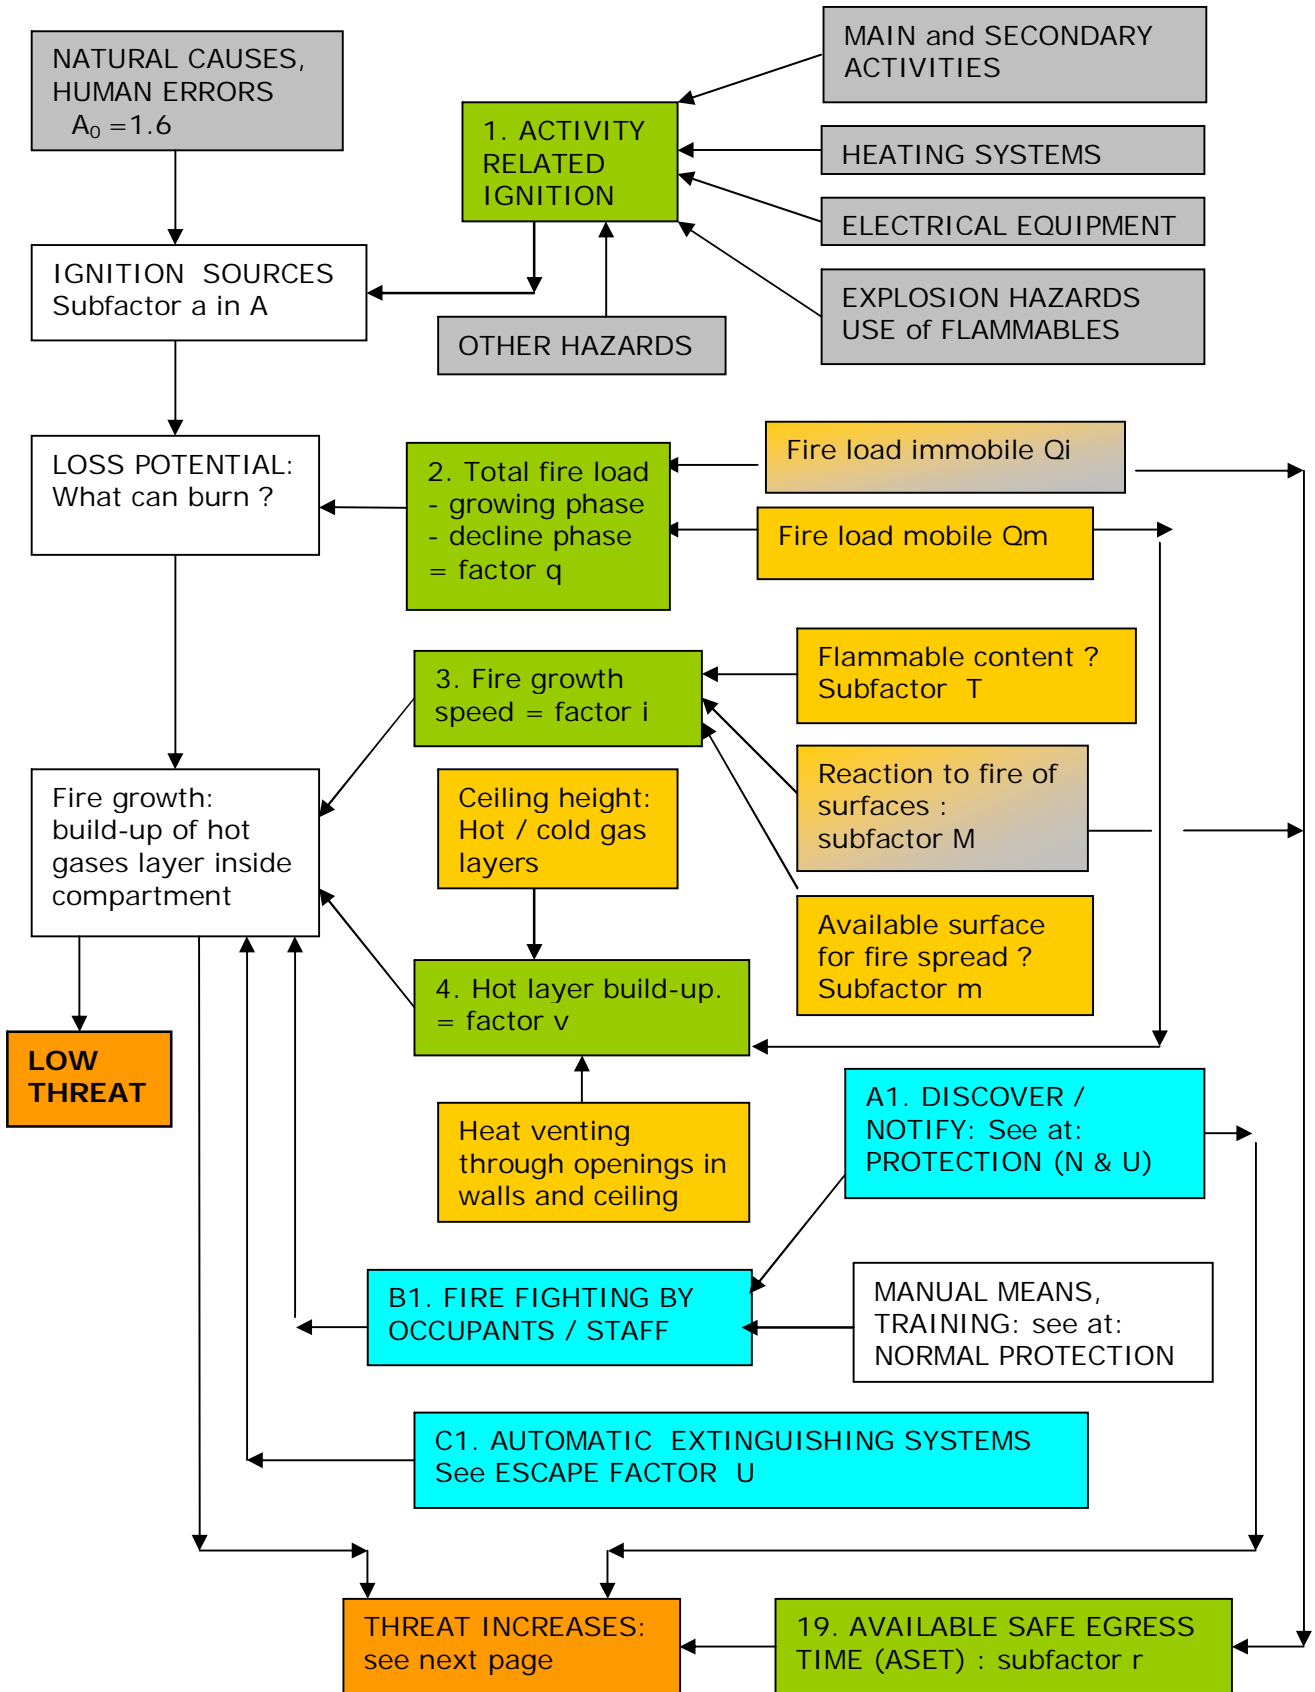 NATURAL CAUSES,
HUMAN ERRORS
A₀ =1.6
MAIN and SECONDARY
ACTIVITIES
1. ACTIVITY
RELATED
IGNITION
HEATING SYSTEMS
ELECTRICAL EQUIPMENT
IGNITION SOURCES
Subfactor a in A
EXPLOSION HAZARDS
USE of FLAMMABLES
OTHER HAZARDS
LOSS POTENTIAL:
What can burn ?
2. Total fire load
- growing phase
- decline phase
= factor q
Fire load immobile Qi
Fire load mobile Qm
3. Fire growth
speed = factor i
Flammable content ?
Subfactor T
Fire growth:
build-up of hot
gases layer inside
compartment
Ceiling height:
Hot / cold gas
layers
Reaction to fire of
surfaces :
subfactor M
Available surface
for fire spread ?
Subfactor m
4. Hot layer build-up.
= factor v
LOW
THREAT
Heat venting
through openings in
walls and ceiling
A1. DISCOVER /
NOTIFY: See at:
PROTECTION (N & U)
B1. FIRE FIGHTING BY
OCCUPANTS / STAFF
MANUAL MEANS,
TRAINING: see at:
NORMAL PROTECTION
C1. AUTOMATIC EXTINGUISHING SYSTEMS
See ESCAPE FACTOR U
THREAT INCREASES:
see next page
19. AVAILABLE SAFE EGRESS
TIME (ASET) : subfactor r